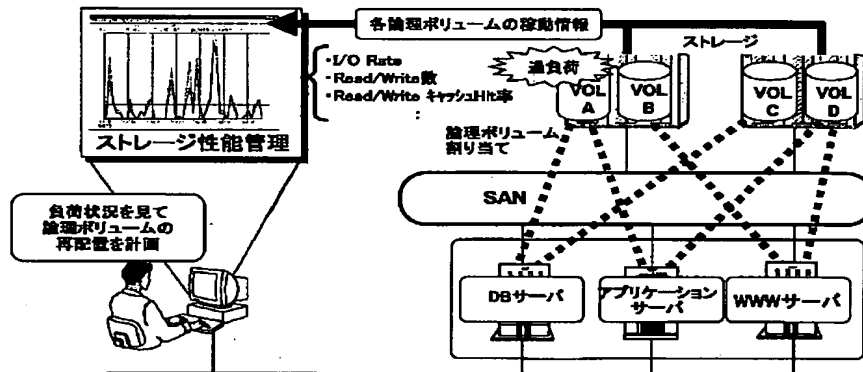 各論理ボリュームの稼動情報
・I/O Rate
・Read/Write数
・Read/Write キャッシュHit率
：
ストレージ性能管理
ストレージ
過負荷
VOL
A
VOL
B
VOL
C
VOL
D
論理ボリューム
割り当て
SAN
負荷状況を見て
論理ボリュームの
再配置を計画
DBサーバ
アプリケーション
サーバ
WWWサーバ